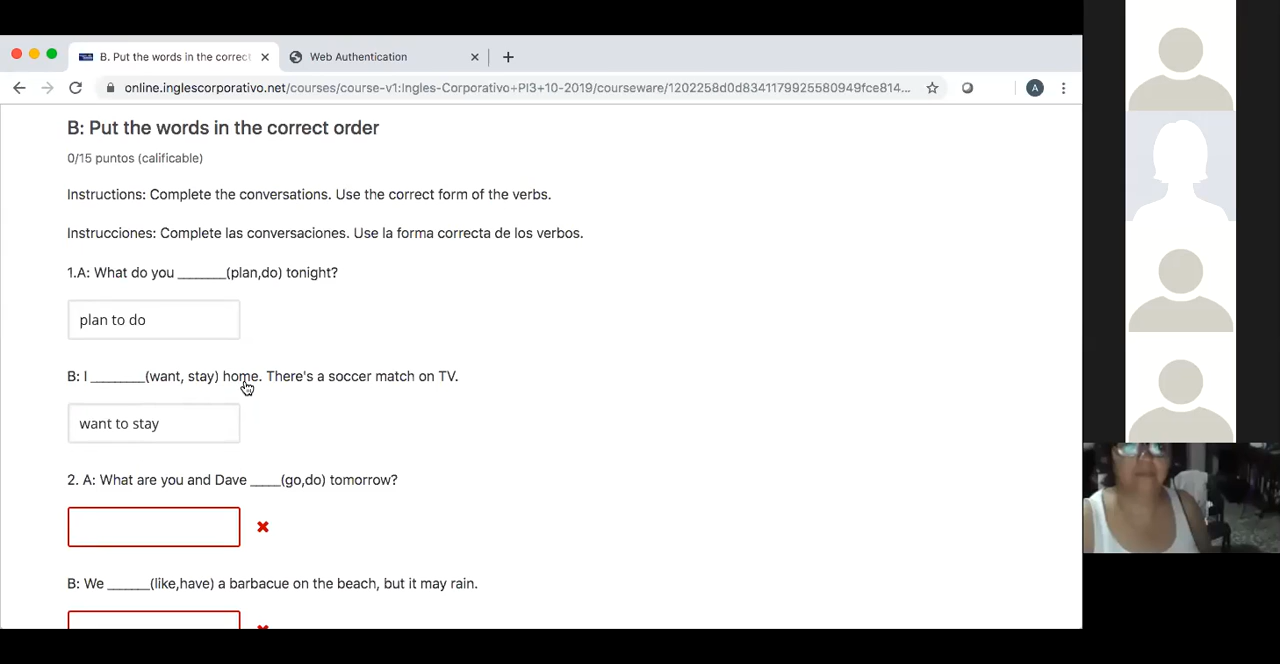 B. Put the words in the correct
Web Authentication
online.inglescorporativo.net/courses/course-v1:Ingles-Corporativo+PI3+10-2019/courseware/1202258d0d8341179925580949fce814...
A
B: Put the words in the correct order
0/15 puntos (calificable)
Instructions: Complete the conversations. Use the correct form of the verbs.
Instrucciones: Complete las conversaciones. Use la forma correcta de los verbos.
1.A: What do you _______(plan,do) tonight?
plan to do
B: I ________(want, stay) home. There's a soccer match on TV.
want to stay
2. A: What are you and Dave _____(go,do) tomorrow?
B: We ______(like,have) a barbacue on the beach, but it may rain.